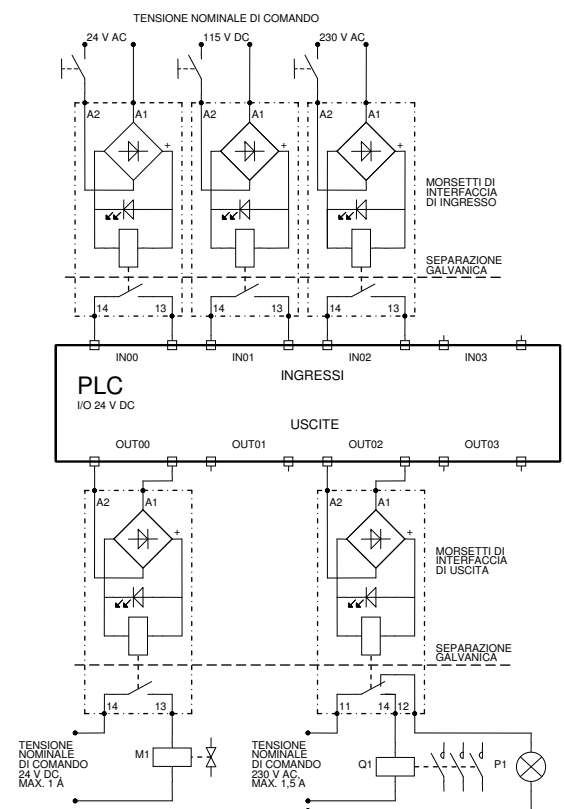 TENSIONE NOMINALE DI COMANDO
24 V AC 115 V DC 230 V AC
A2 A1 A2 A1 A2 A1
+ + +
MORSETTI DI
INTERFACCIA
DI INGRESSO
SEPARAZIONE
GALVANICA
14 13 14 13 14 13
IN00 IN01 IN02 IN03
INGRESSI
PLC
I/O 24 V DC
USCITE
OUT00 OUT01 OUT02 OUT03
A2 A1 A2 A1
+ +
MORSETTI DI
INTERFACCIA
DI USCITA
SEPARAZIONE
GALVANICA
14 13 11 14 12
TENSIONE
NOMINALE
DI COMANDO
24 V DC,
MAX. 1 A
M1
TENSIONE
NOMINALE
DI COMANDO
230 V AC,
MAX. 1,5 A
Q1
P1